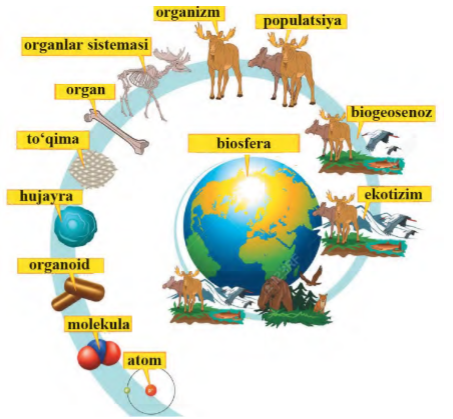 organizm
populatsiya
organlar sistemasi
organ
biogeosenoz
to‘qima
biosfera
hujayra
ekotizim
organoid
molekula
atom